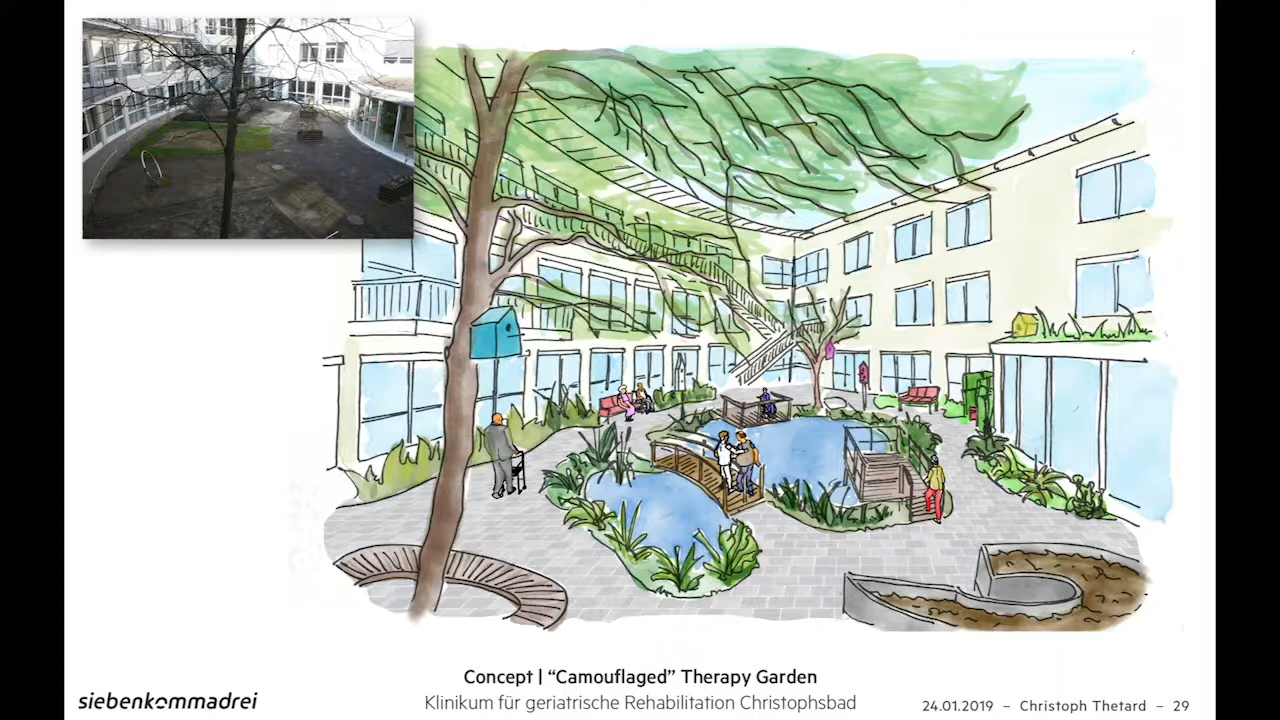 Concept | “Camouflaged” Therapy Garden
siebenkommadrei
Klinikum für geriatrische Rehabilitation Christophsbad
24.01.2019 – Christoph Thetard – 29